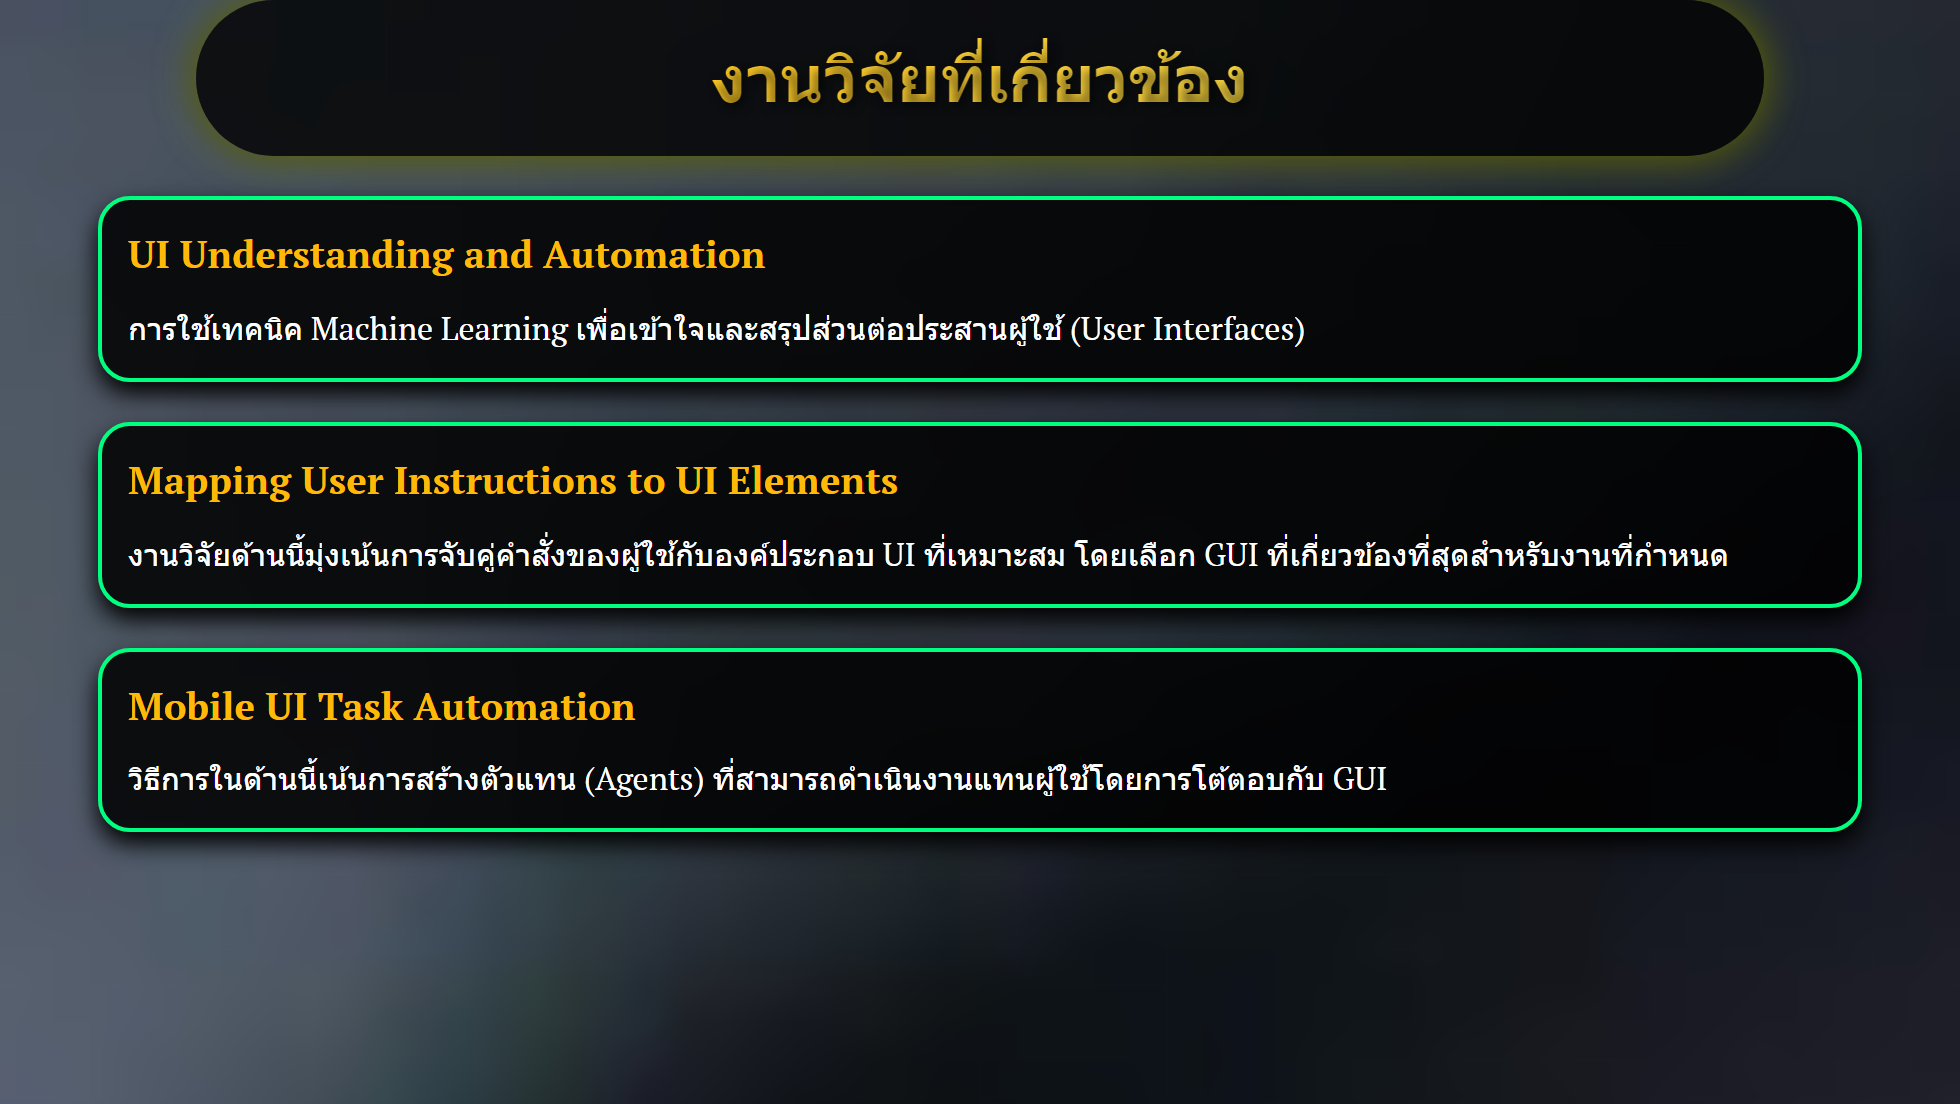 งานวิจัยที่เกี่ยวข้อง
UI Understanding and Automation
การใช้เทคนิค Machine Learning เพื่อเข้าใจและสรุปส่วนต่อประสานผู้ใช้ (User Interfaces)
Mapping User Instructions to UI Elements
งานวิจัยด้านนี้มุ่งเน้นการจับคู่คำสั่งของผู้ใช้กับองค์ประกอบ UI ที่เหมาะสม โดยเลือก GUI ที่เกี่ยวข้องที่สุดสำหรับงานที่กำหนด
Mobile UI Task Automation
วิธีการในด้านนี้เน้นการสร้างตัวแทน (Agents) ที่สามารถดำเนินงานแทนผู้ใช้โดยการโต้ตอบกับ GUI